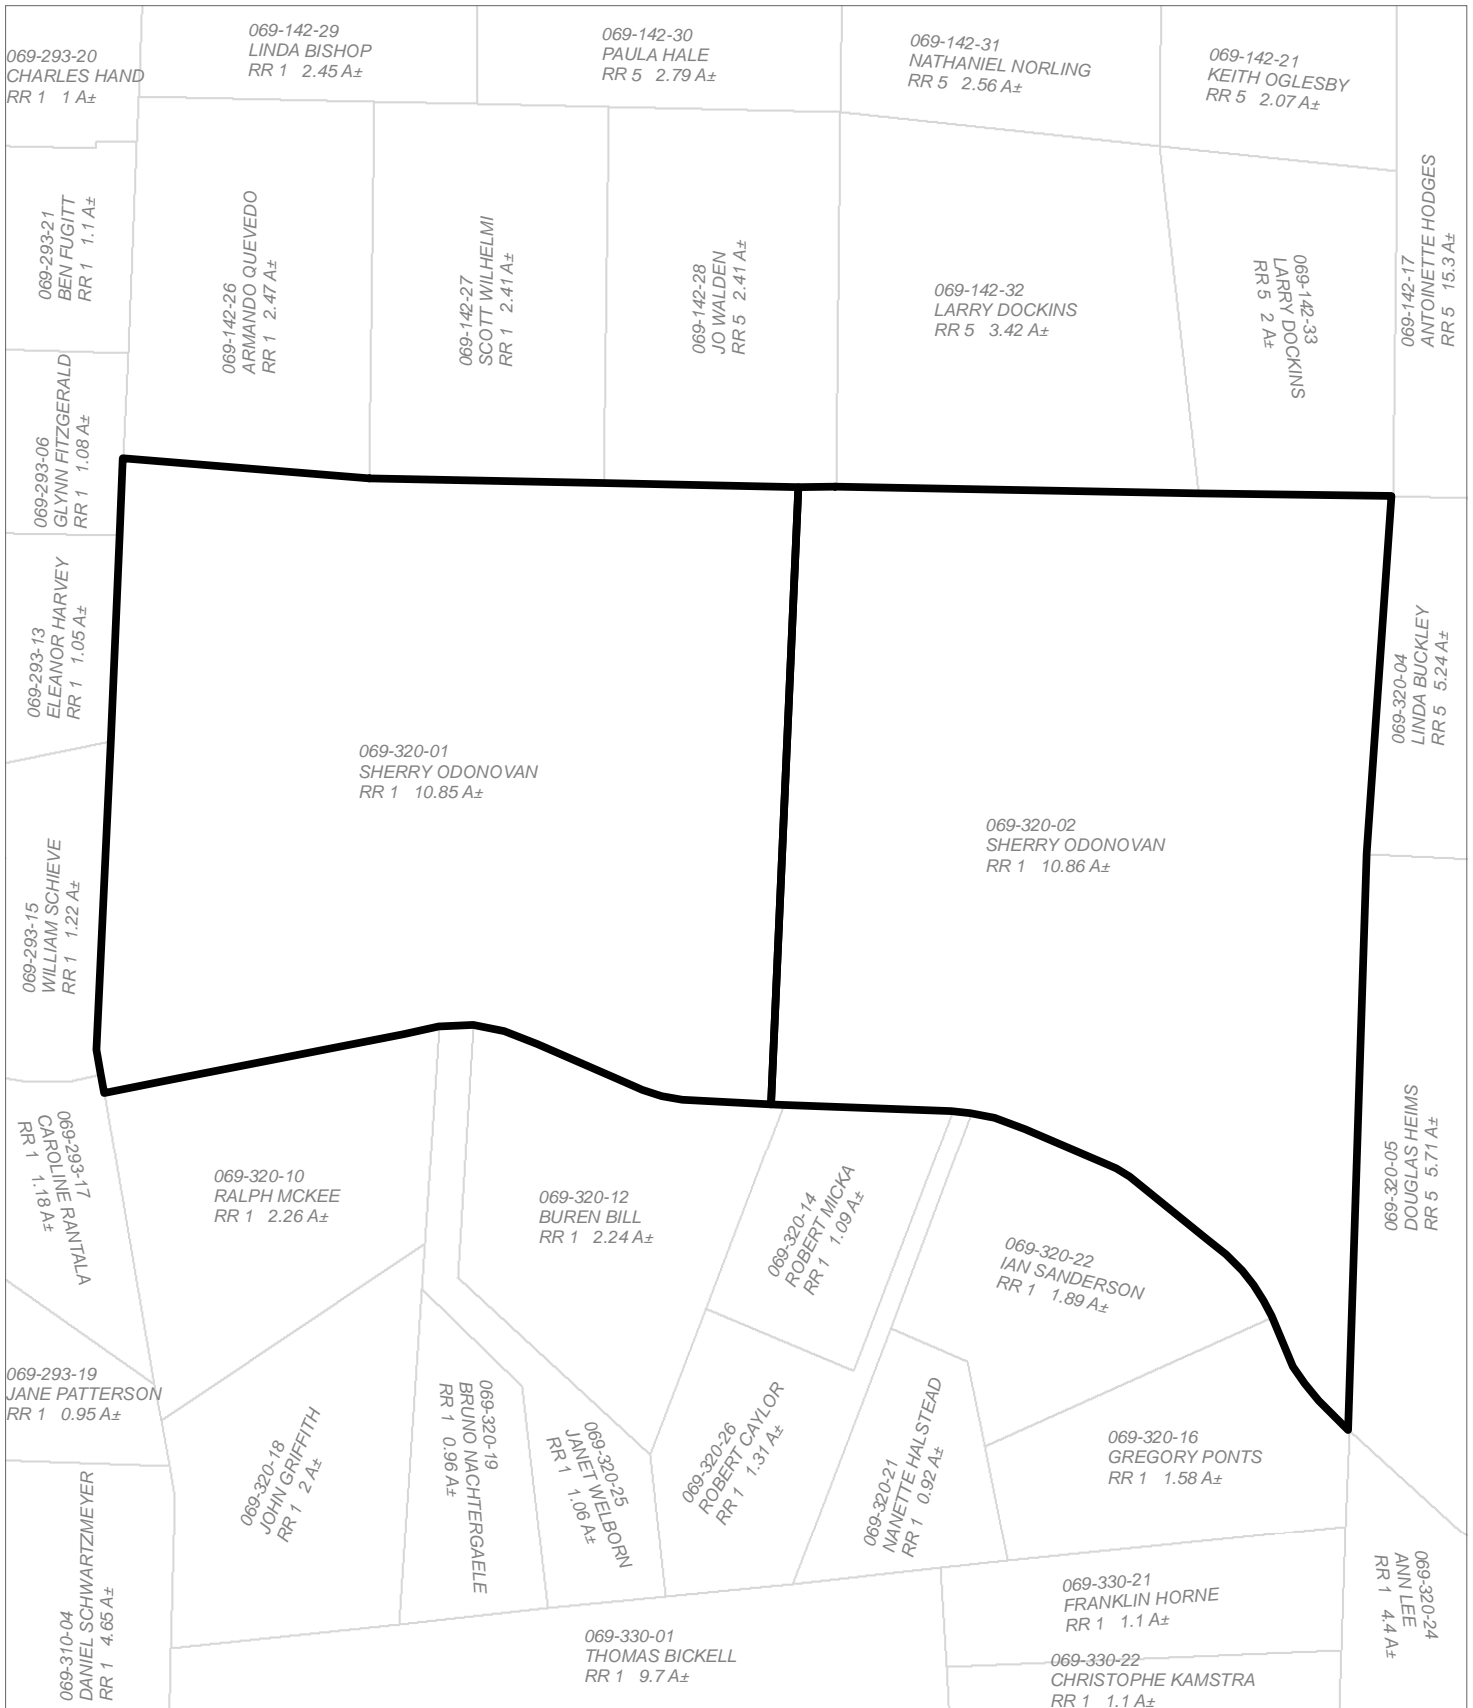 069-293-20
CHARLES HAND
RR 1 1 A±
069-142-29
LINDA BISHOP
RR 1 2.45 A±
069-142-30
PAULA HALE
RR 5 2.79 A±
069-142-31
NATHANIEL NORLING
RR 5 2.56 A±
069-142-21
KEITH OGLESBY
RR 5 2.07 A±
069-293-21
BEN FUGITT
RR 1 1.1 A±
069-142-26
ARMANDO QUEVEDO
RR 1 2.47 A±
069-142-27
SCOTT WILHELMI
RR 1 2.41 A±
069-142-28
JO WALDEN
RR 5 2.41 A±
069-142-32
LARRY DOCKINS
RR 5 3.42 A±
069-142-33
LARRY DOCKINS
RR 5 2 A±
069-142-17
ANTOINETTE HODGES
RR 5 15.3 A±
069-293-06
GLYNN FITZGERALD
RR 1 1.08 A±
069-293-13
ELEANOR HARVEY
RR 1 1.05 A±
069-320-01
SHERRY ODONOVAN
RR 1 10.85 A±
069-320-02
SHERRY ODONOVAN
RR 1 10.86 A±
069-320-04
LINDA BUCKLEY
RR 5 5.24 A±
069-293-15
WILLIAM SCHIEVE
RR 1 1.22 A±
069-293-17
CAROLINE RANTALA
RR 1 1.18 A±
069-320-10
RALPH MCKEE
RR 1 2.26 A±
069-320-12
BUREN BILL
RR 1 2.24 A±
069-320-14
ROBERT MICKA
RR 1 1.09 A±
069-320-22
IAN SANDERSON
RR 1 1.89 A±
069-320-05
DOUGLAS HEIMS
RR 5 5.71 A±
069-293-19
JANE PATTERSON
RR 1 0.95 A±
069-320-18
JOHN GRIFFITH
RR 1 2 A±
069-320-19
BRUNO NACHTERGAELE
RR 1 0.96 A±
069-320-25
JANET WELBORN
RR 1 1.06 A±
069-320-26
ROBERT CAYLOR
RR 1 1.31 A±
069-320-21
NANETTE HALSTEAD
RR 1 0.92 A±
069-320-16
GREGORY PONTS
RR 1 1.58 A±
069-310-04
DANIEL SCHWARTZMEYER
RR 1 4.65 A±
069-330-01
THOMAS BICKELL
RR 1 9.7 A±
069-330-21
FRANKLIN HORNE
RR 1 1.1 A±
069-330-22
CHRISTOPHE KAMSTRA
RR 1 1.1 A±
069-320-24
ANN LEE
RR 1 4.4 A±